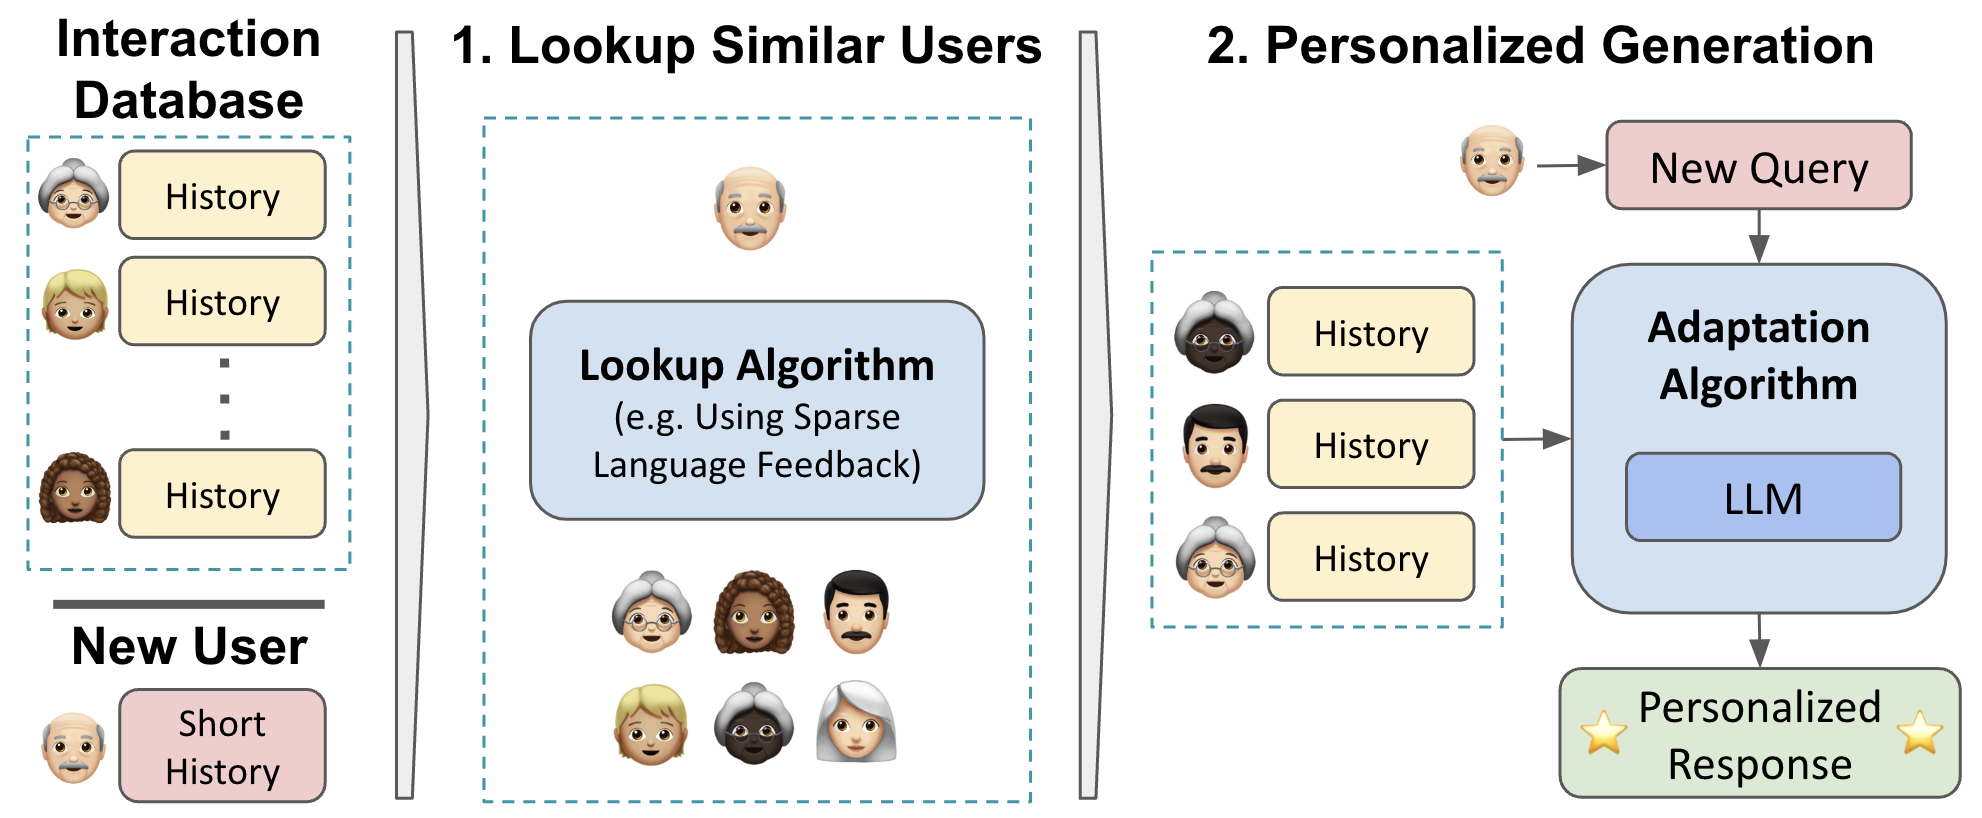 Interaction
Database
History
History
History
New User
Short
History
1. Lookup Similar Users
Lookup Algorithm
(e.g. Using Sparse
Language Feedback)
2. Personalized Generation
New Query
History
History
History
Adaptation
Algorithm
LLM
Personalized
Response